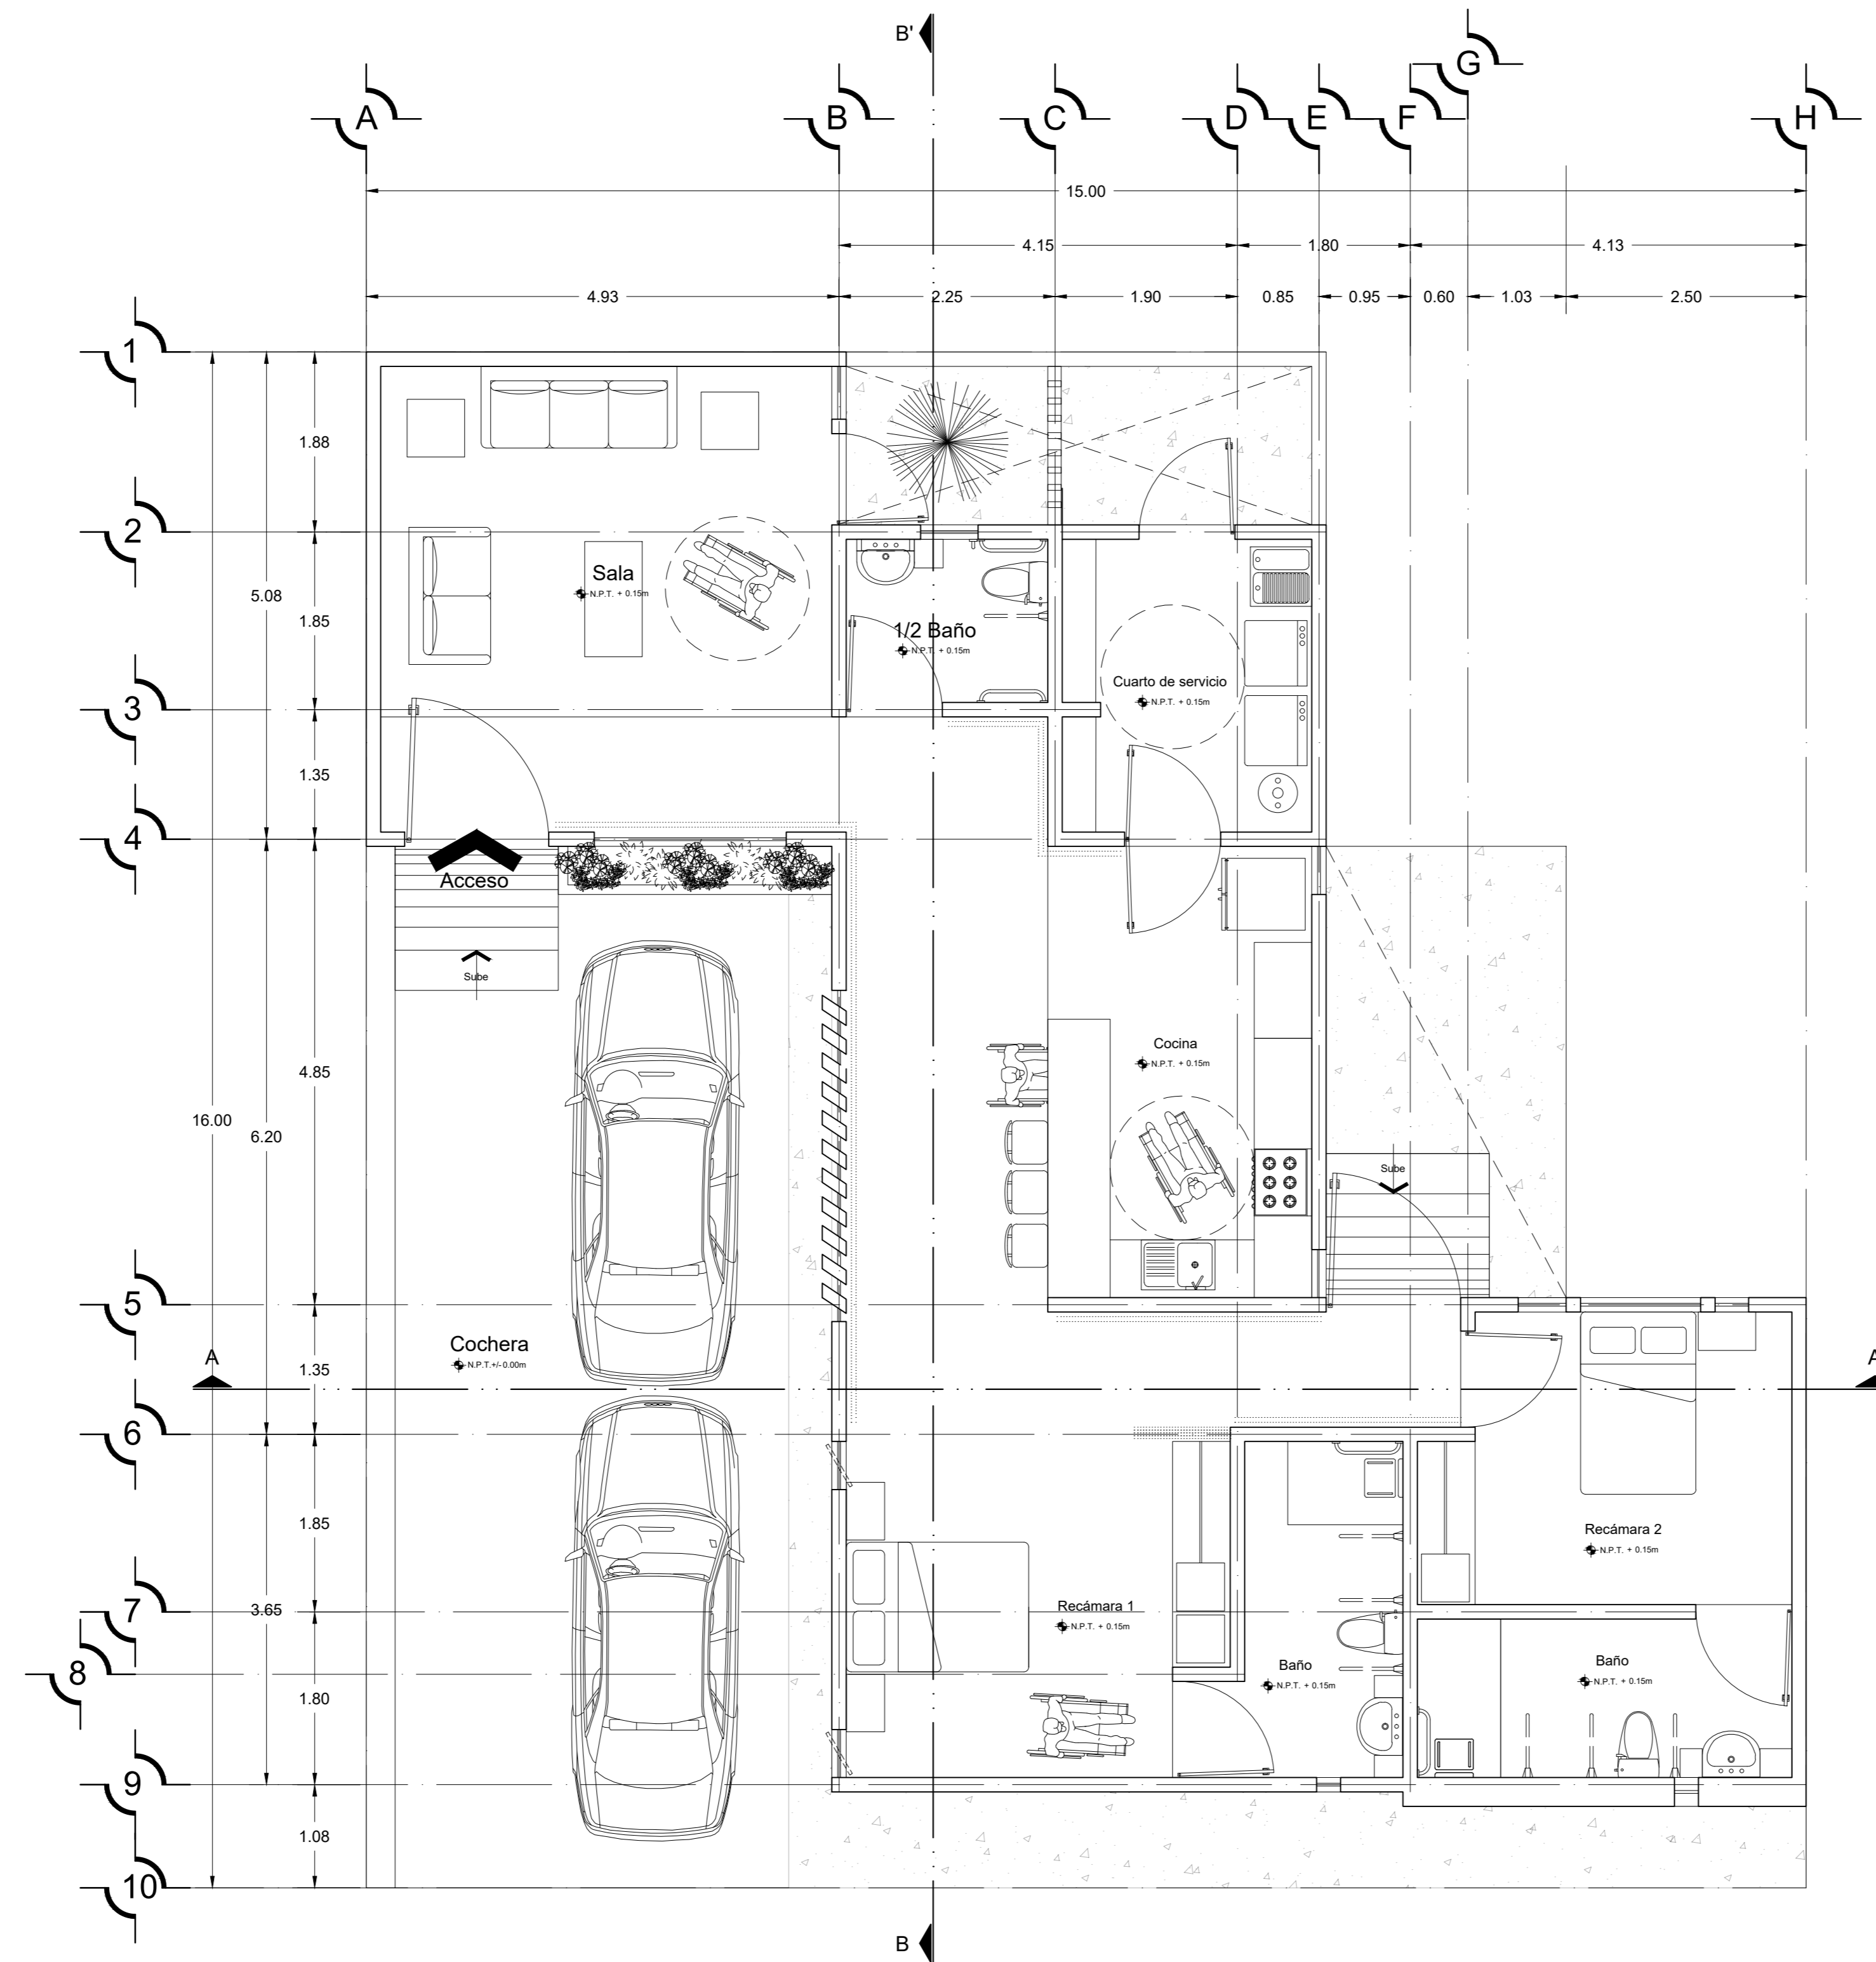 B'
G
A B C D E F H
15.00
4.15 1.80 4.13
4.93 2.25 1.90 0.85 0.95 0.60 1.03 2.50
1
1.88
2
Sala
N.P.T. + 0.15m
5.08
1.85
1/2 Baño
N.P.T. + 0.15m
Cuarto de servicio
N.P.T. + 0.15m
3
1.35
4
Acceso
Sube
Cocina
N.P.T. + 0.15m
4.85
16.00
6.20
Sube
5
Cochera
N.P.T.+/-0.00m
A
A
1.35
6
1.85
Recámara 2
N.P.T. + 0.15m
3.65
7
Recámara 1
N.P.T. + 0.15m
8
Baño
N.P.T. + 0.15m
Baño
N.P.T. + 0.15m
1.80
9
1.08
10
B